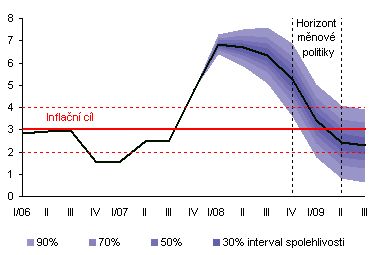 8
7
6
5
4
3
2
1
0
Horizont
měnové
politiky
Inflační cíl
I/06 II III IV I/07 II III IV I/08 II III IV I/09 II III
90% 70% 50% 30% interval spolehlivosti